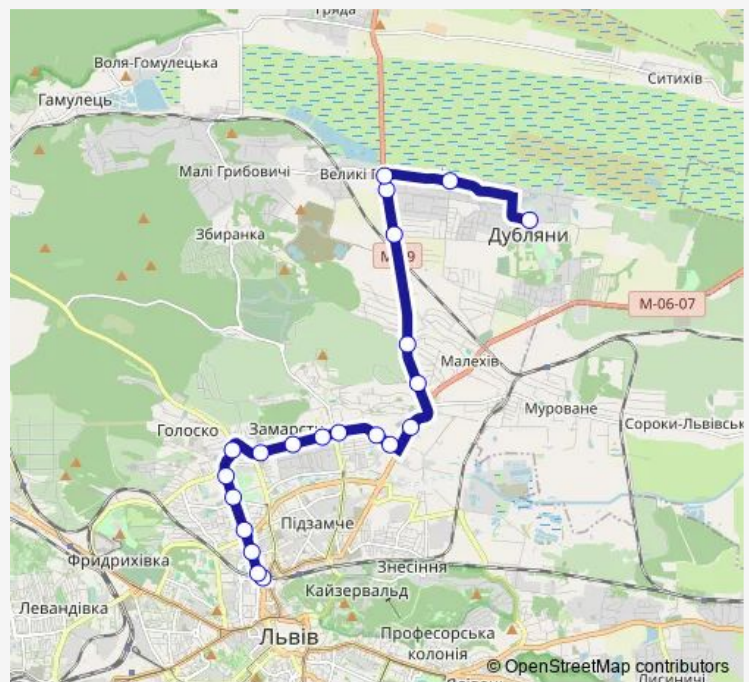 Гряда
Воля-Гомулецька
Ситихів
Гамулець
Малі Грибовичі
Великі Г
Збиранка
Дубляни
М-06-07
Малехів
Муроване
Голоско
Замарсти
Сороки-Львівськ
Підзамче
Фридрихівка
Знесіння
Кайзервальд
Левандівка
Львів
Професорська
колонія
© OpenStreetMap contributors